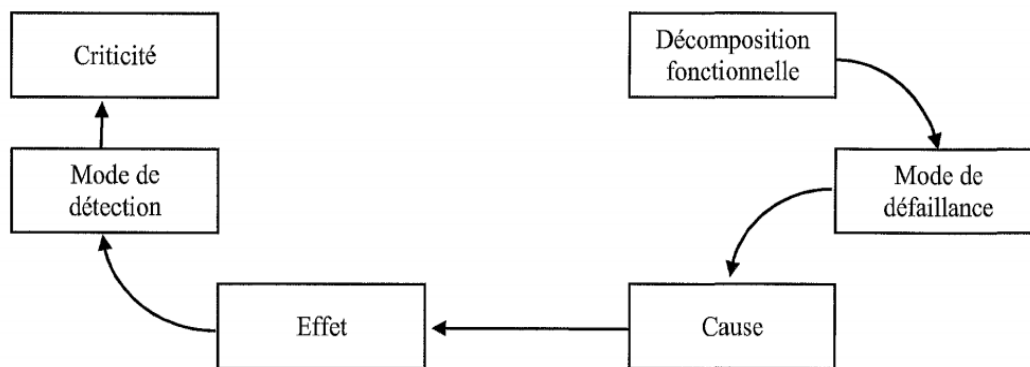 Criticité
Décomposition
fonctionnelle
Mode de
détection
Mode de
défaillance
Effet
Cause